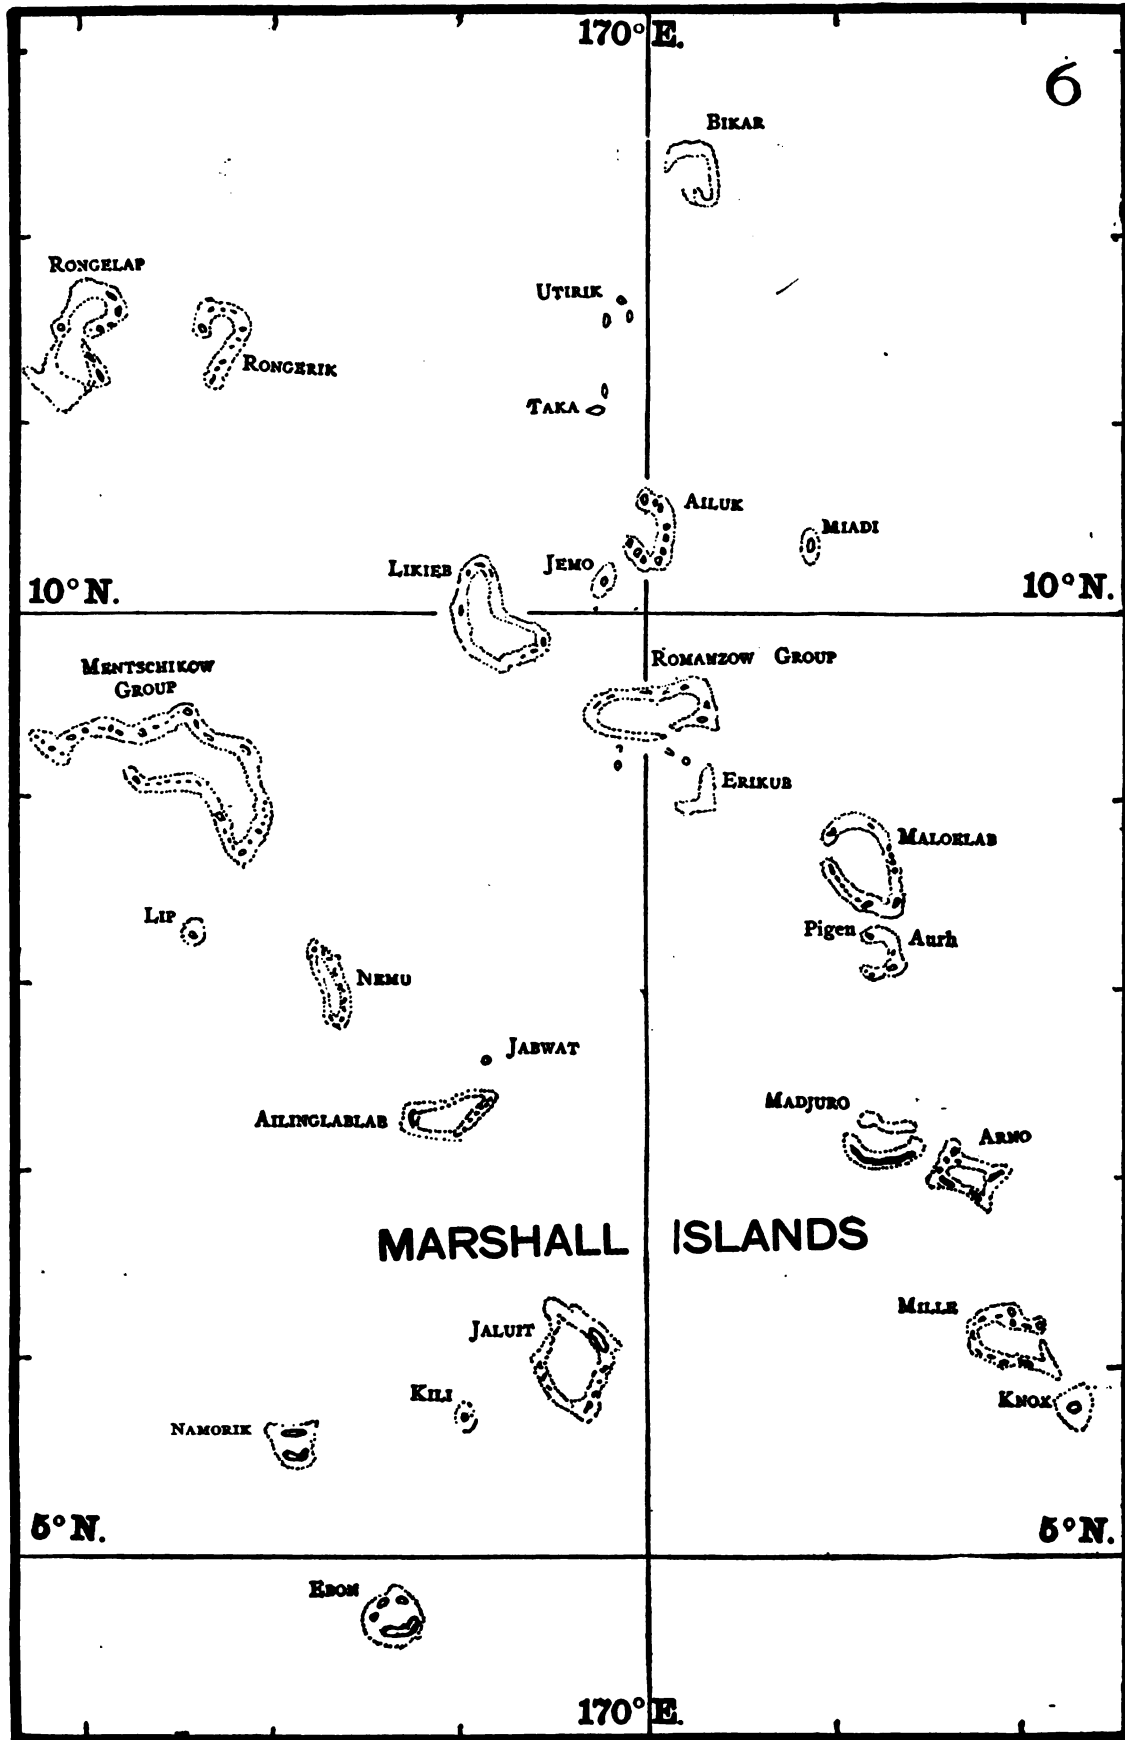 170° E.
6
BIKAR
RONGELAP
UTIRIK
RONGERIK
TAKA
AILUK
MIADI
LIKIEB
JEMO
10° N.
10° N.
MENTSCHIKOW
GROUP
ROMANZOW GROUP
ERIKUB
MALOELAB
LIP
Pigen
Aurh
NEMU
JABWAT
AILINGLABLAB
MADJURO
ARNO
MARSHALL ISLANDS
MILLE
JALUIT
KILI
KNOX
NAMORIK
5° N.
5° N.
EBON
170° E.